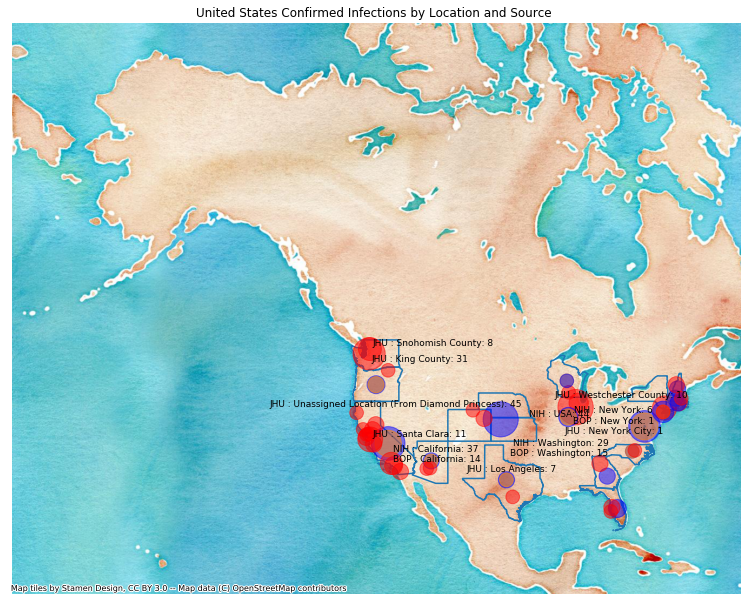 United States Confirmed Infections by Location and Source
JHU : Snohomish County: 8
JHU : King County: 31
JHU : Westchester County: 10
JHU : Unassigned Location (From Diamond Princess): 45
NIH : New York: 6
NIH : USA: 44
BOP : New York: 1
JHU : New York City: 1
JHU : Santa Clara: 11
NIH : Washington: 29
NIH : California: 37
BOP : Washington: 15
BOP : California: 14
JHU : Los Angeles: 7
Map tiles by Stamen Design, CC BY 3.0 -- Map data (C) OpenStreetMap contributors